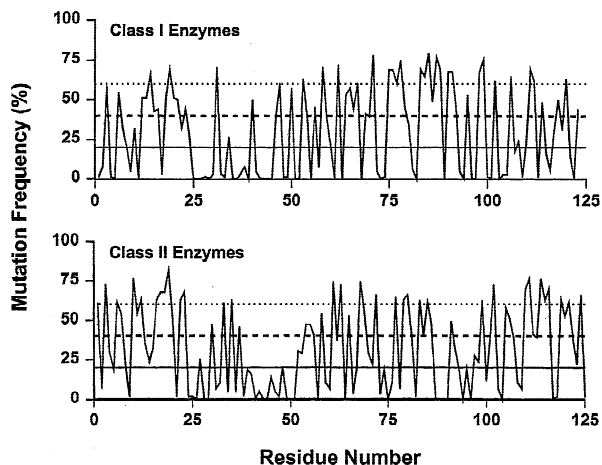 Mutation Frequency (%)
Class I Enzymes
100
75
50
25
0
0 25 50 75 100 125
Class II Enzymes
100
75
50
25
0
0 25 50 75 100 125
Residue Number